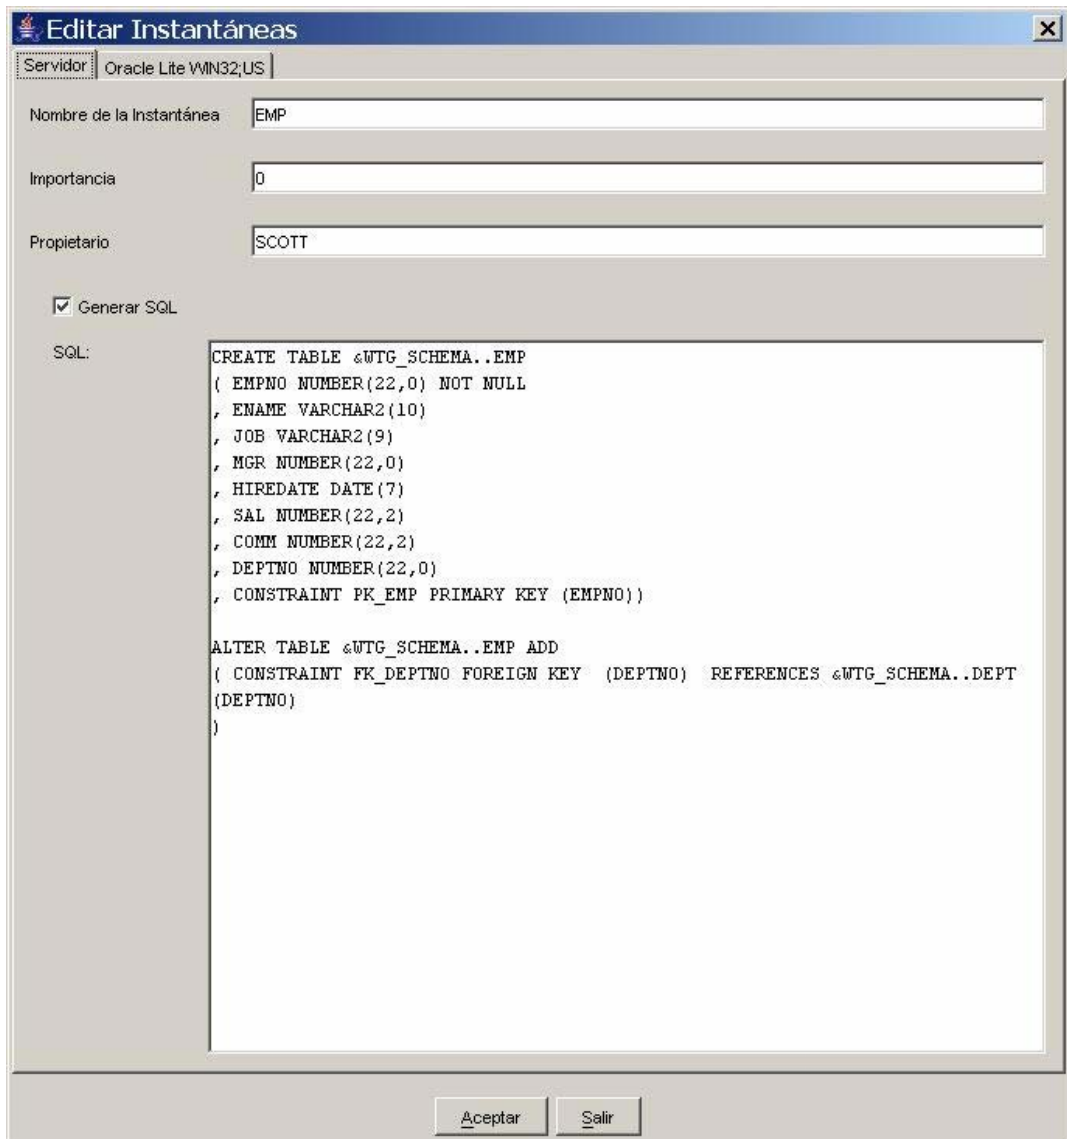 Editar Instantáneas
Servidor Oracle Lite WIN32;US
Nombre de la Instantánea EMP
Importancia 0
Propietario SCOTT
Generar SQL
SQL:
CREATE TABLE &WTG_SCHEMA..EMP
( EMPNO NUMBER(22,0) NOT NULL
, ENAME VARCHAR2(10)
, JOB VARCHAR2(9)
, MGR NUMBER(22,0)
, HIREDATE DATE(7)
, SAL NUMBER(22,2)
, COMM NUMBER(22,2)
, DEPTNO NUMBER(22,0)
, CONSTRAINT PK_EMP PRIMARY KEY (EMPNO))
ALTER TABLE &WTG_SCHEMA..EMP ADD
( CONSTRAINT FK_DEPTNO FOREIGN KEY  (DEPTNO)  REFERENCES &WTG_SCHEMA..DEPT
(DEPTNO)
)
Aceptar Salir